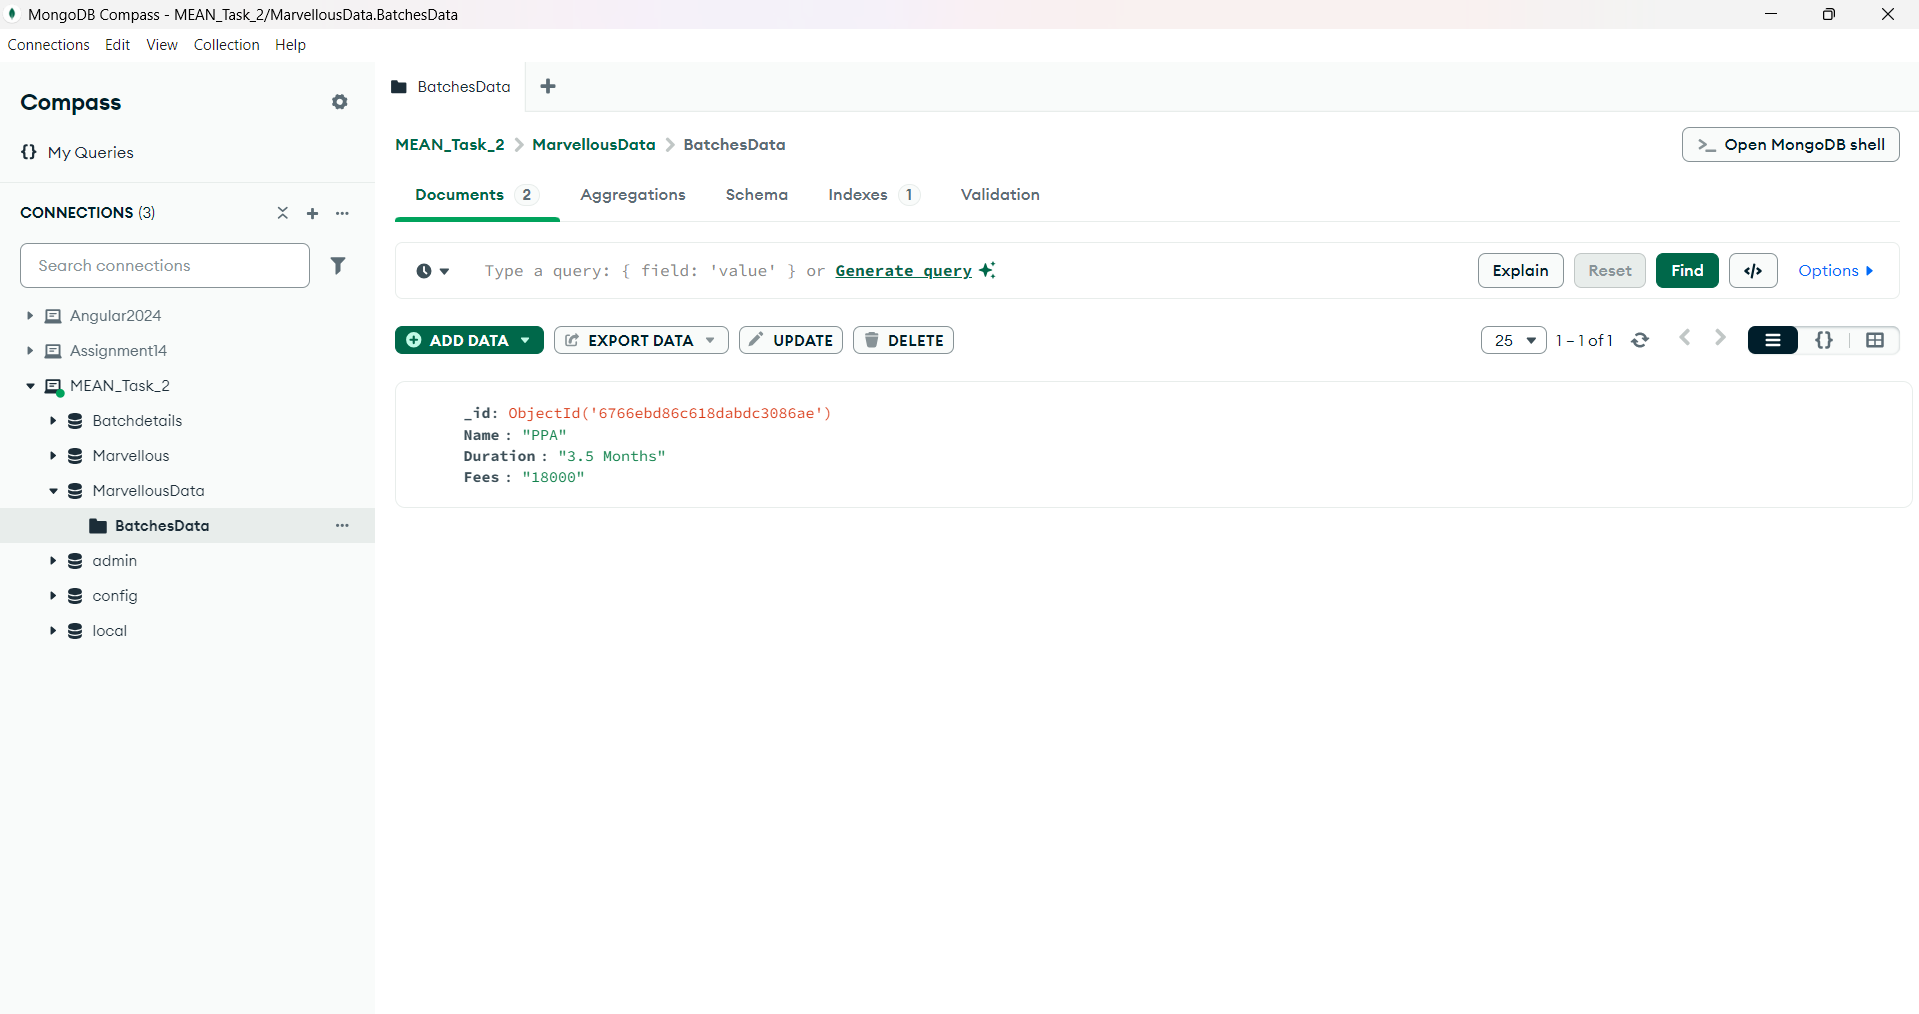 MongoDB Compass - MEAN_Task_2/MarvellousData.BatchesData
Connections Edit View Collection Help
Compass
{} My Queries
CONNECTIONS (3)
Search connections
Angular2024
Assignment14
MEAN_Task_2
Batchdetails
Marvellous
MarvellousData
BatchesData
admin
config
local
BatchesData
MEAN_Task_2 > MarvellousData > BatchesData
>_ Open MongoDB shell
Documents 2 Aggregations Schema Indexes 1 Validation
Type a query: { field: 'value' } or Generate query
Explain Reset Find </> Options
ADD DATA EXPORT DATA UPDATE DELETE
25 1 – 1 of 1 {}
_id: ObjectId('6766ebd86c618dabdc3086ae')
Name : "PPA"
Duration : "3.5 Months"
Fees : "18000"